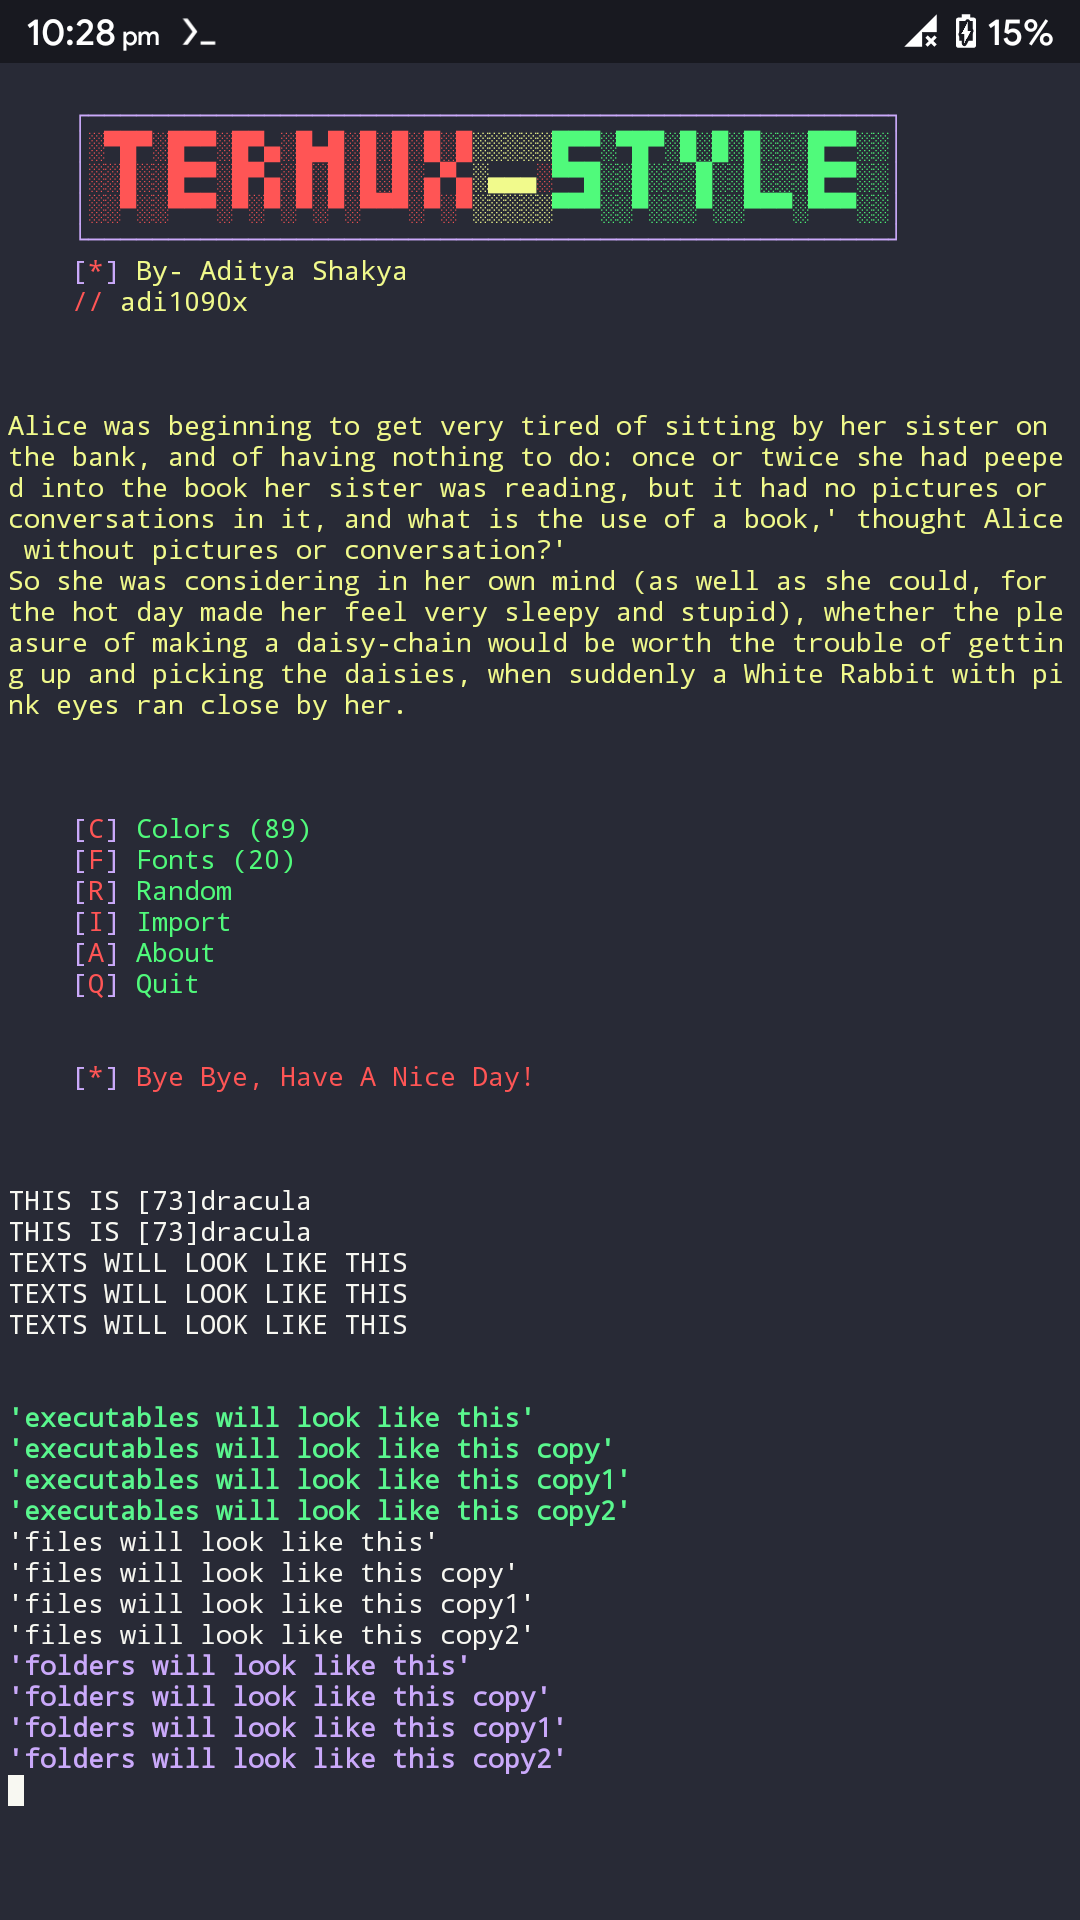 10:28 pm 15%
TERMUX_STYLE
[*] By- Aditya Shakya
// adi1090x
Alice was beginning to get very tired of sitting by her sister on
the bank, and of having nothing to do: once or twice she had peepe
d into the book her sister was reading, but it had no pictures or
conversations in it, and what is the use of a book,' thought Alice
without pictures or conversation?'
So she was considering in her own mind (as well as she could, for
the hot day made her feel very sleepy and stupid), whether the ple
asure of making a daisy-chain would be worth the trouble of gettin
g up and picking the daisies, when suddenly a White Rabbit with pi
nk eyes ran close by her.
[C] Colors (89)
[F] Fonts (20)
[R] Random
[I] Import
[A] About
[Q] Quit
[*] Bye Bye, Have A Nice Day!
THIS IS [73]dracula
THIS IS [73]dracula
TEXTS WILL LOOK LIKE THIS
TEXTS WILL LOOK LIKE THIS
TEXTS WILL LOOK LIKE THIS
'executables will look like this'
'executables will look like this copy'
'executables will look like this copy1'
'executables will look like this copy2'
'files will look like this'
'files will look like this copy'
'files will look like this copy1'
'files will look like this copy2'
'folders will look like this'
'folders will look like this copy'
'folders will look like this copy1'
'folders will look like this copy2'